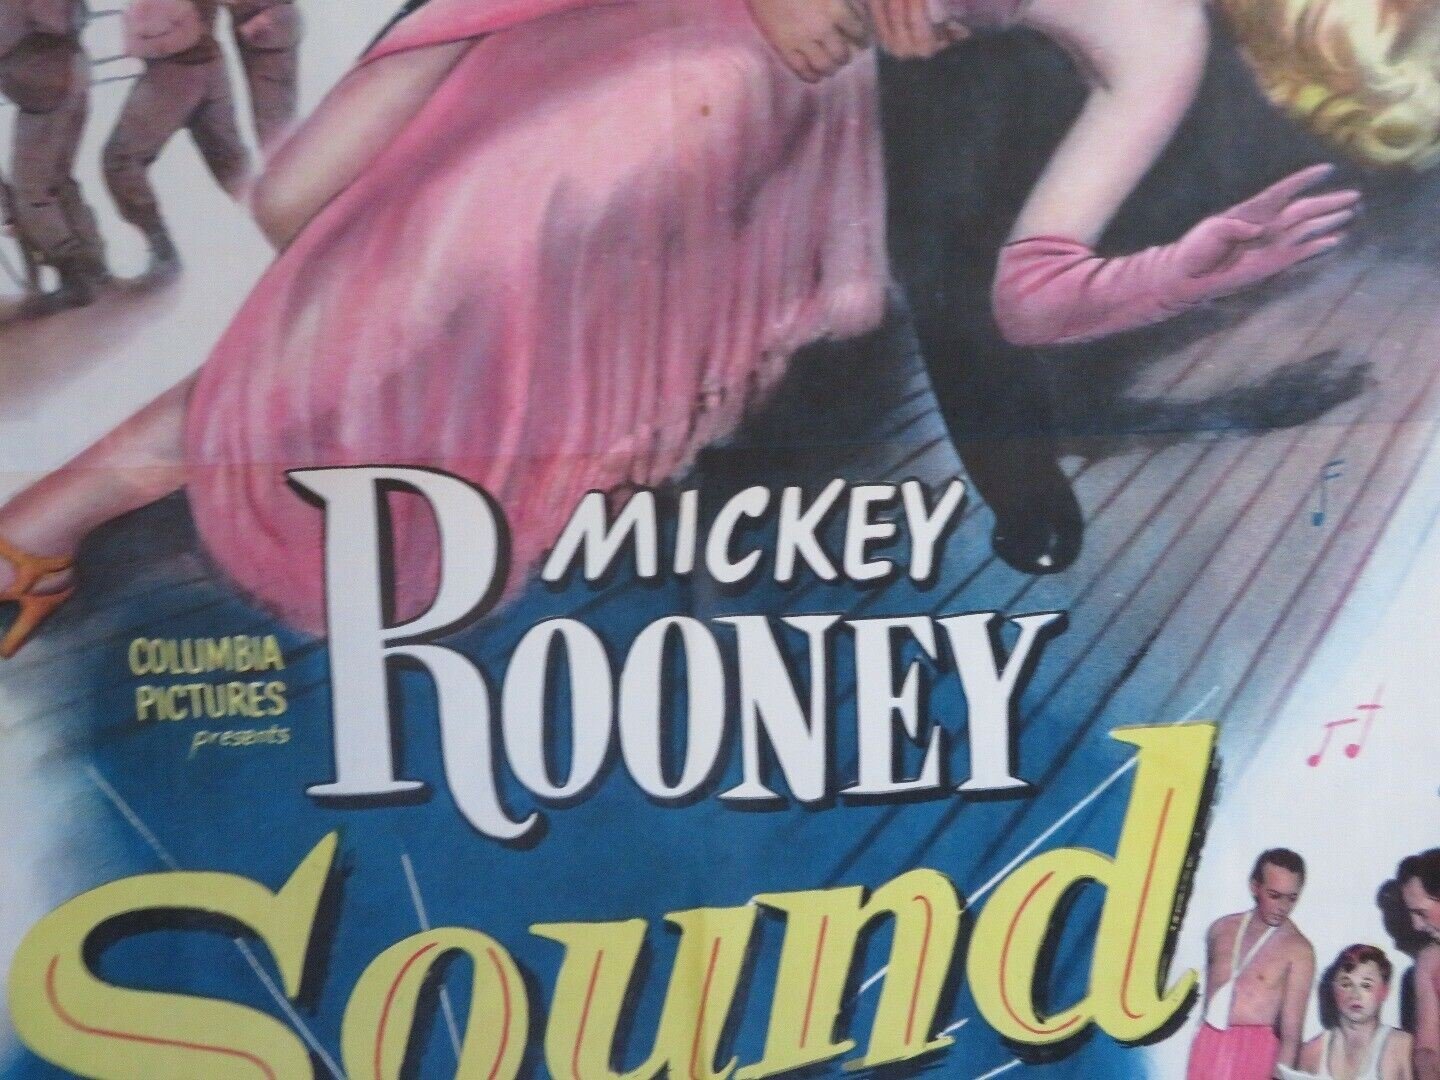 MICKEY
ROONEY
COLUMBIA
PICTURES
presents
Sound